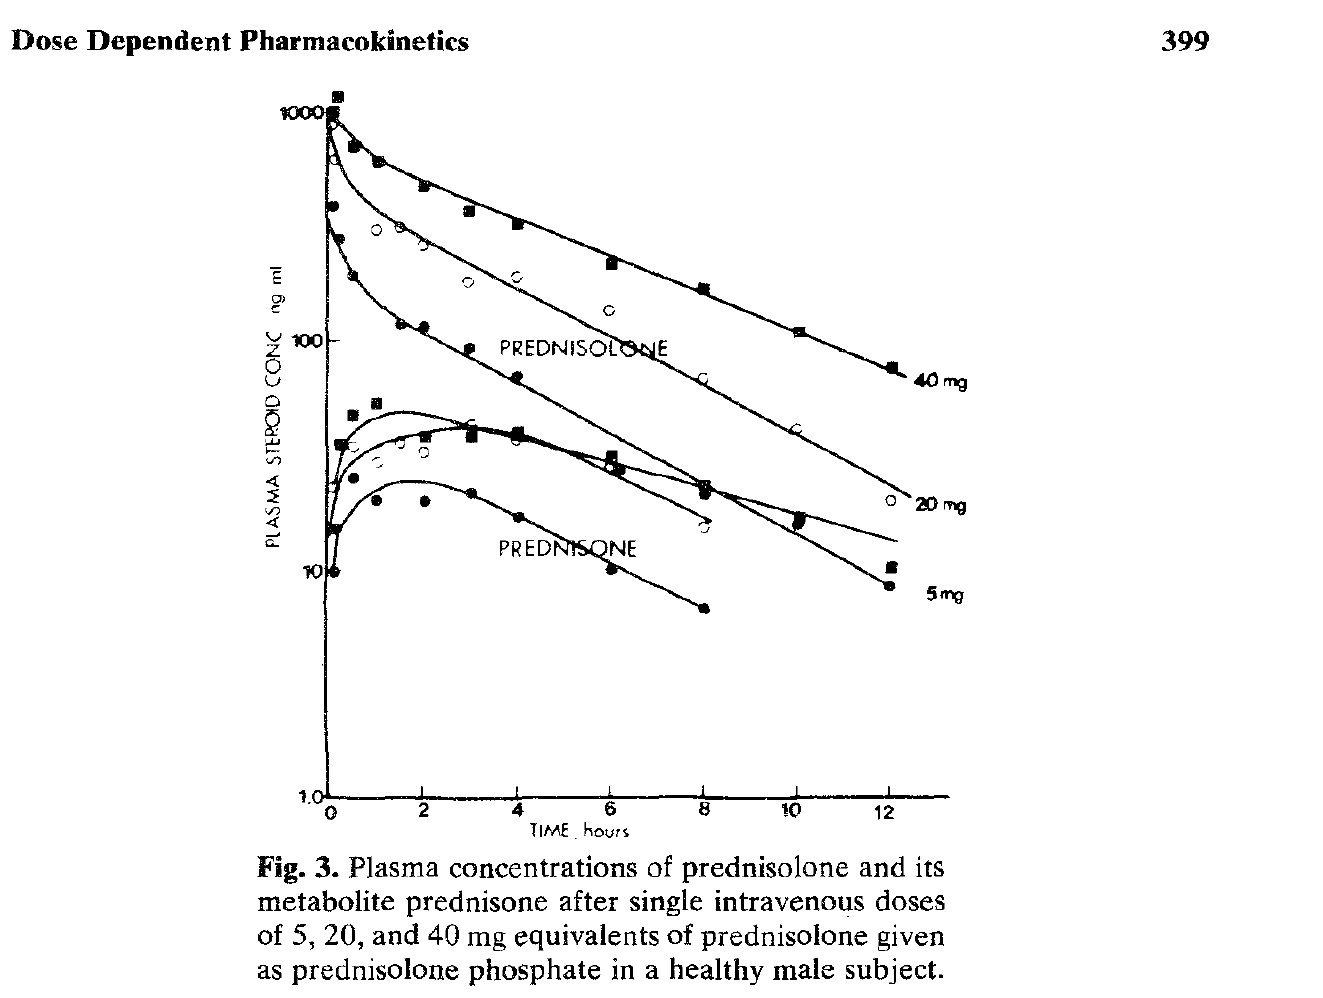 Dose Dependent Pharmacokinetics 399
1000
100
10
1.0
PLASMA STEROID CONC ng ml
PREDNISOLONE
PREDNISONE
40 mg
20 mg
5 mg
0 2 4 6 8 10 12
TIME. hours
Fig. 3. Plasma concentrations of prednisolone and its
metabolite prednisone after single intravenous doses
of 5, 20, and 40 mg equivalents of prednisolone given
as prednisolone phosphate in a healthy male subject.